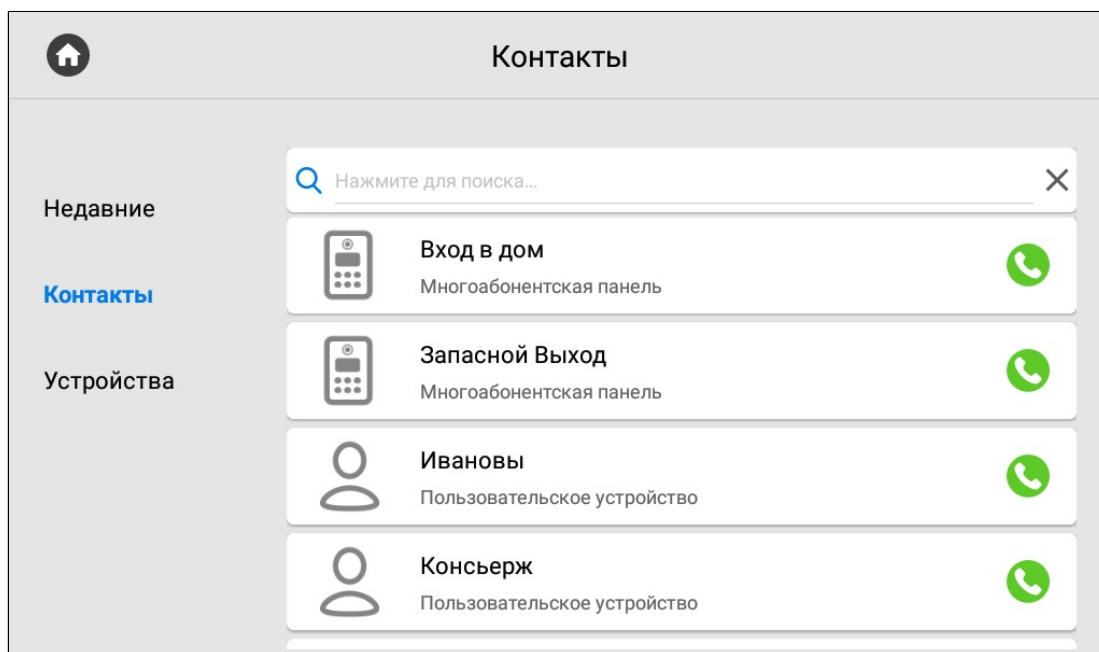 Контакты
Недавние
Контакты
Устройства
Нажмите для поиска...
Вход в дом
Многоабонентская панель
Запасной Выход
Многоабонентская панель
Ивановы
Пользовательское устройство
Консьерж
Пользовательское устройство